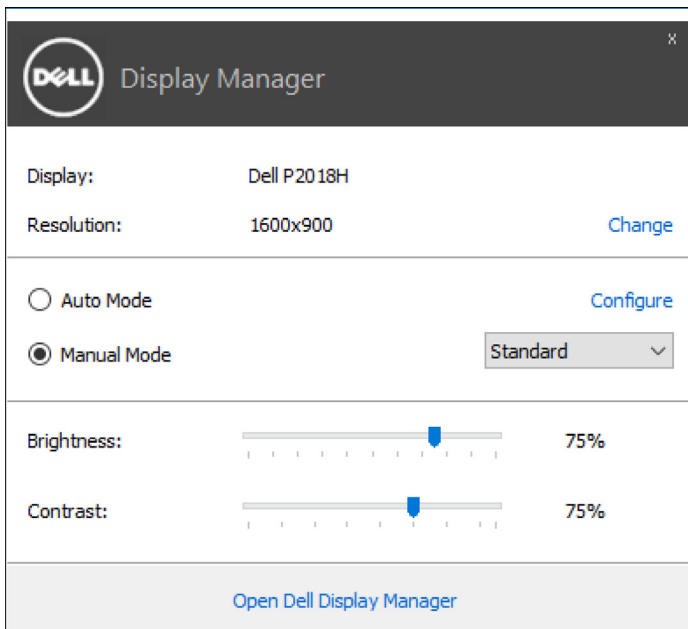 x
DELL Display Manager
Display: Dell P2018H
Resolution: 1600x900 Change
Auto Mode Configure
Manual Mode Standard
Brightness: 75%
Contrast: 75%
Open Dell Display Manager